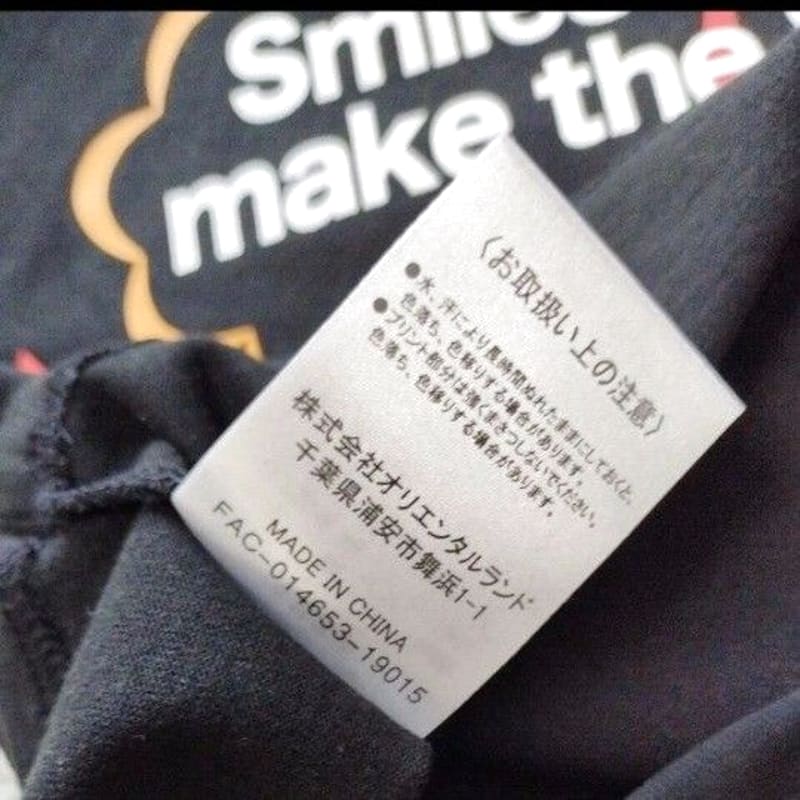 Smiles
make the
〈お取扱い上の注意〉
●水、汗により長時間ぬれたままにしておくと、
色落ち、色移りする場合があります。
●プリント部分は強くまさつしないでください。
色落ち、色移りする場合があります。
株式会社オリエンタルランド
千葉県浦安市舞浜1-1
MADE IN CHINA
FAC-014653-19015